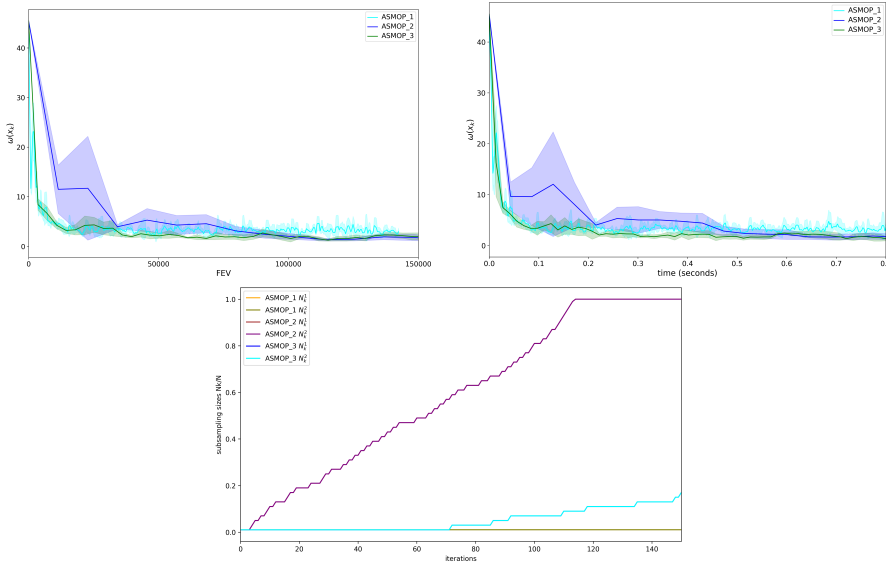 ω(x_k)
40
30
20
10
0
ASMOP_1
ASMOP_2
ASMOP_3
0
50000
100000
150000
FEV
ω(x_k)
40
30
20
10
0
ASMOP_1
ASMOP_2
ASMOP_3
0.0
0.1
0.2
0.3
0.4
0.5
0.6
0.7
time (seconds)
subsampling sizes Nk/N
1.0
0.8
0.6
0.4
0.2
0.0
ASMOP_1 N_k^1
ASMOP_1 N_k^2
ASMOP_2 N_k^1
ASMOP_2 N_k^2
ASMOP_3 N_k^1
ASMOP_3 N_k^2
0
20
40
60
80
100
120
140
iterations